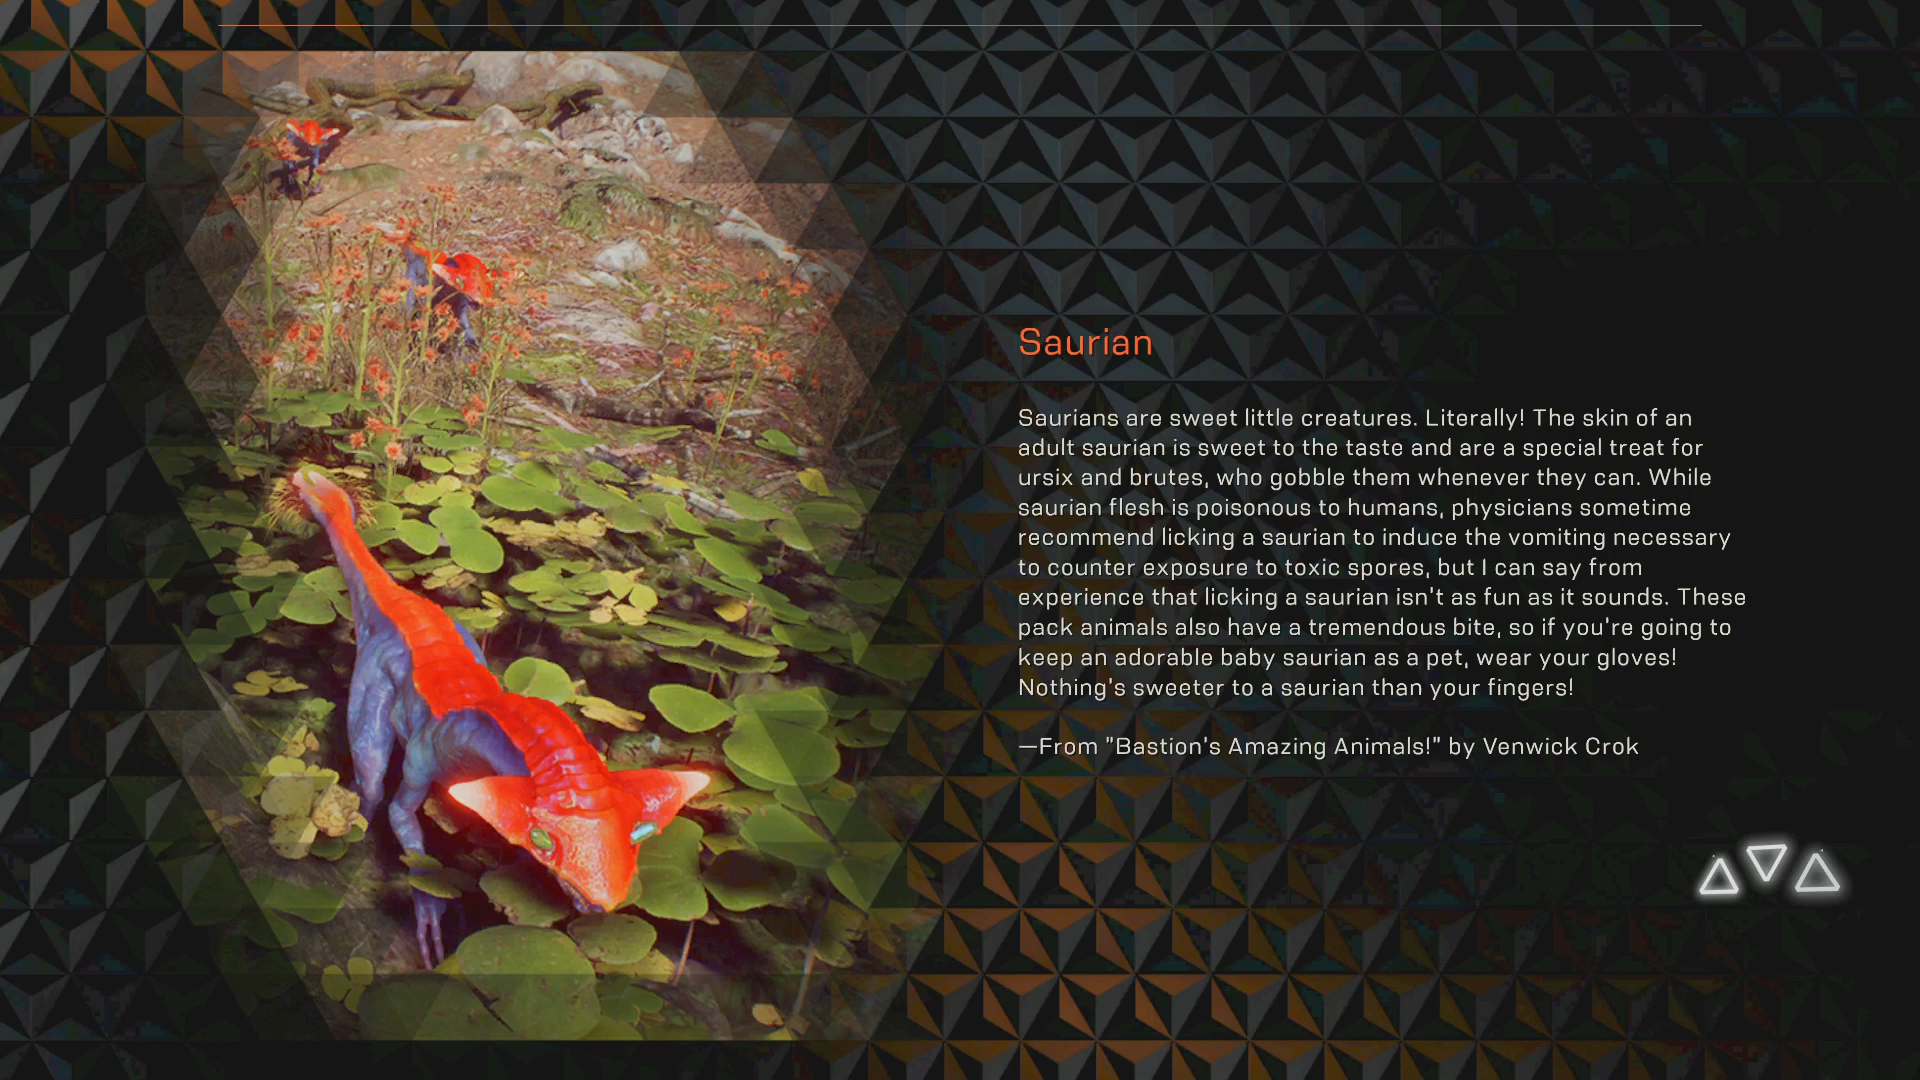 Saurian
Saurians are sweet little creatures. Literally! The skin of an
adult saurian is sweet to the taste and are a special treat for
ursix and brutes, who gobble them whenever they can. While
saurian flesh is poisonous to humans, physicians sometime
recommend licking a saurian to induce the vomiting necessary
to counter exposure to toxic spores, but I can say from
experience that licking a saurian isn't as fun as it sounds. These
pack animals also have a tremendous bite, so if you're going to
keep an adorable baby saurian as a pet, wear your gloves!
Nothing's sweeter to a saurian than your fingers!
—From "Bastion's Amazing Animals!" by Venwick Crok